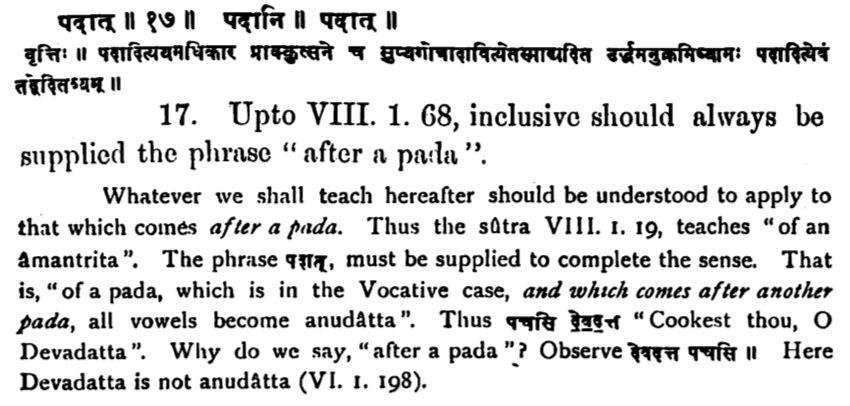 पदात् ॥ १७ ॥ पदानि ॥ पदात् ॥
वृत्तिः ॥ पदादित्ययमधिकार प्राक्कुत्सने च सुप्यगोत्रादावित्येतस्माद्यदित ऊर्द्धमनुक्रमिष्यामः पदादित्येवं
तद्वेदितव्यम् ॥
17. Upto VIII. 1. 68, inclusive should always be
supplied the phrase “ after a pada ”.
Whatever we shall teach hereafter should be understood to apply to
that which comes after a pada. Thus the sûtra VIII. 1. 19, teaches “ of an
âmantrita ”. The phrase पदात्, must be supplied to complete the sense. That
is, “ of a pada, which is in the Vocative case, and which comes after another
pada, all vowels become anudâtta ”. Thus पचसि दे॒व॒द॒त्त॒ “ Cookest thou, O
Devadatta ”. Why do we say, “ after a pada ”? Observe देवदत्त पचसि ॥ Here
Devadatta is not anudâtta (VI. 1. 198).